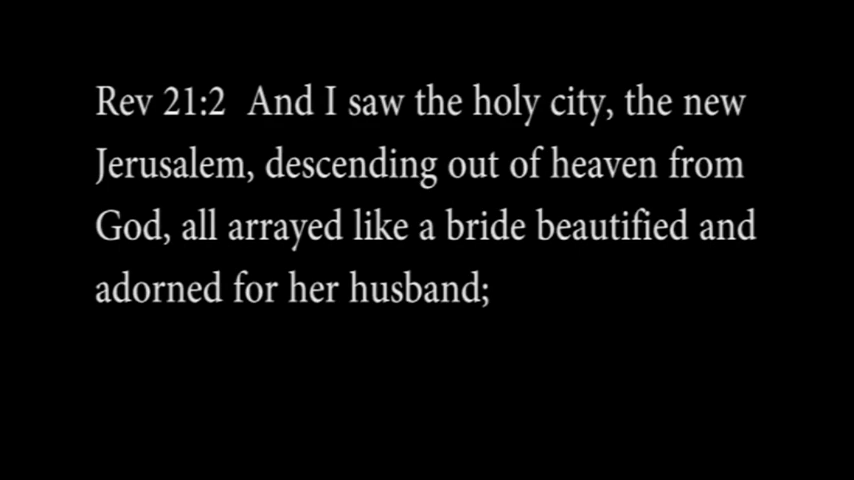 Rev 21:2  And I saw the holy city, the new
Jerusalem, descending out of heaven from
God, all arrayed like a bride beautified and
adorned for her husband;